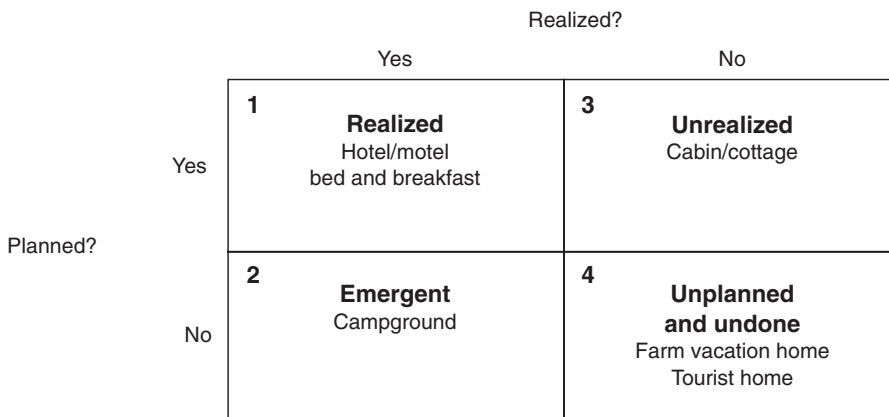 Realized?
Yes
No
1
Realized
Hotel/motel
bed and breakfast
3
Unrealized
Cabin/cottage
Yes
Planned?
2
Emergent
Campground
4
Unplanned
and undone
Farm vacation home
Tourist home
No